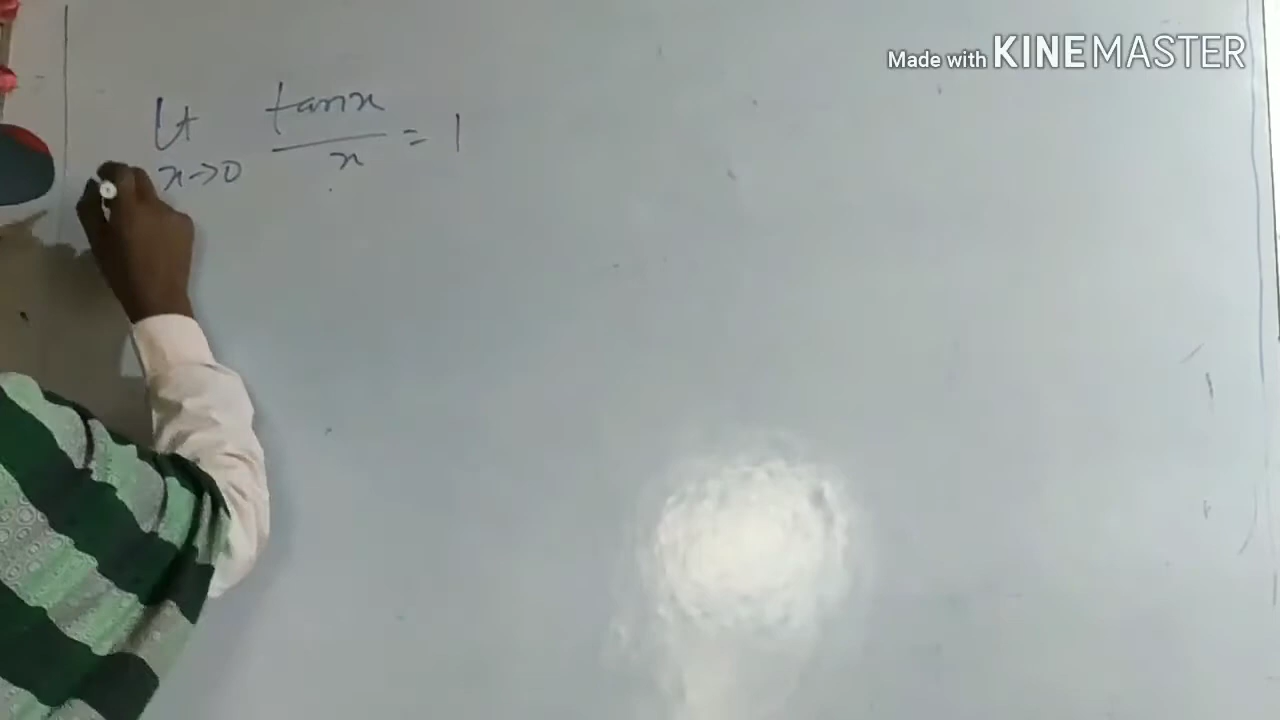 Made with KINEMASTER
Lt tanx / x = 1
x→0